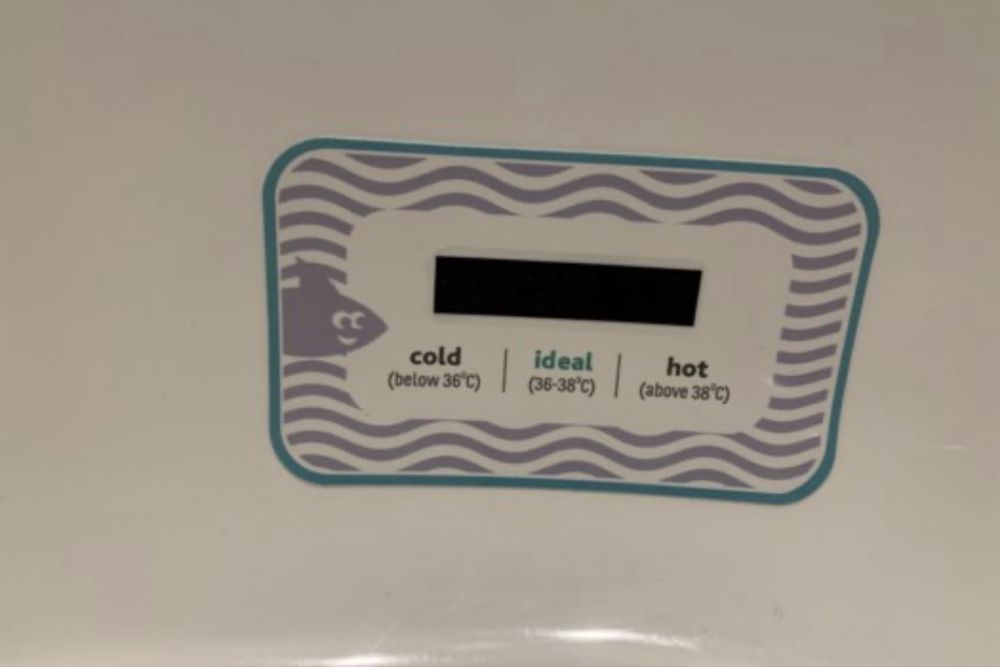 cold | ideal | hot
(below 36°C) (36-38°C) (above 38°C)